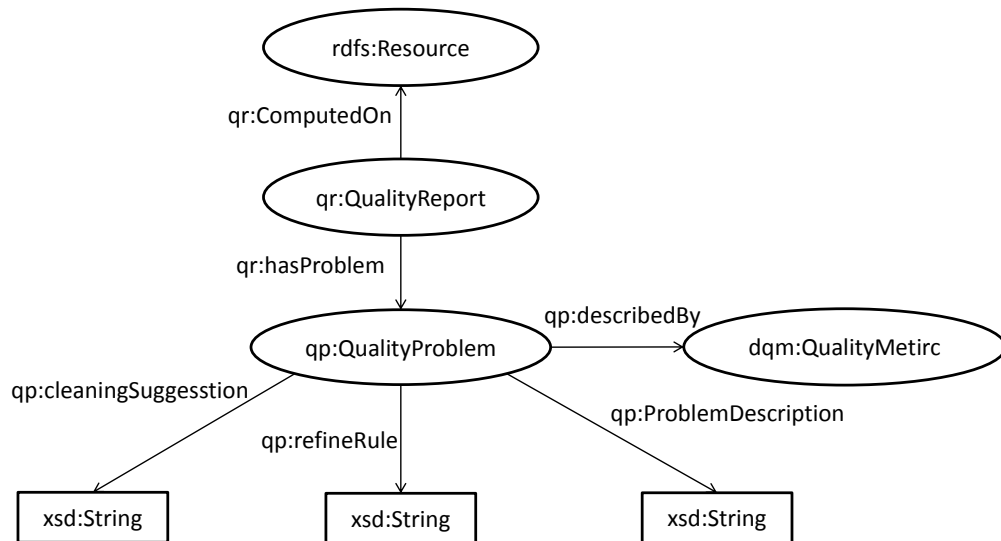 rdfs:Resource
qr:ComputedOn
qr:QualityReport
qr:hasProblem
qp:describedBy
qp:QualityProblem
dqm:QualityMetirc
qp:cleaningSuggesstion
qp:ProblemDescription
qp:refineRule
xsd:String
xsd:String
xsd:String